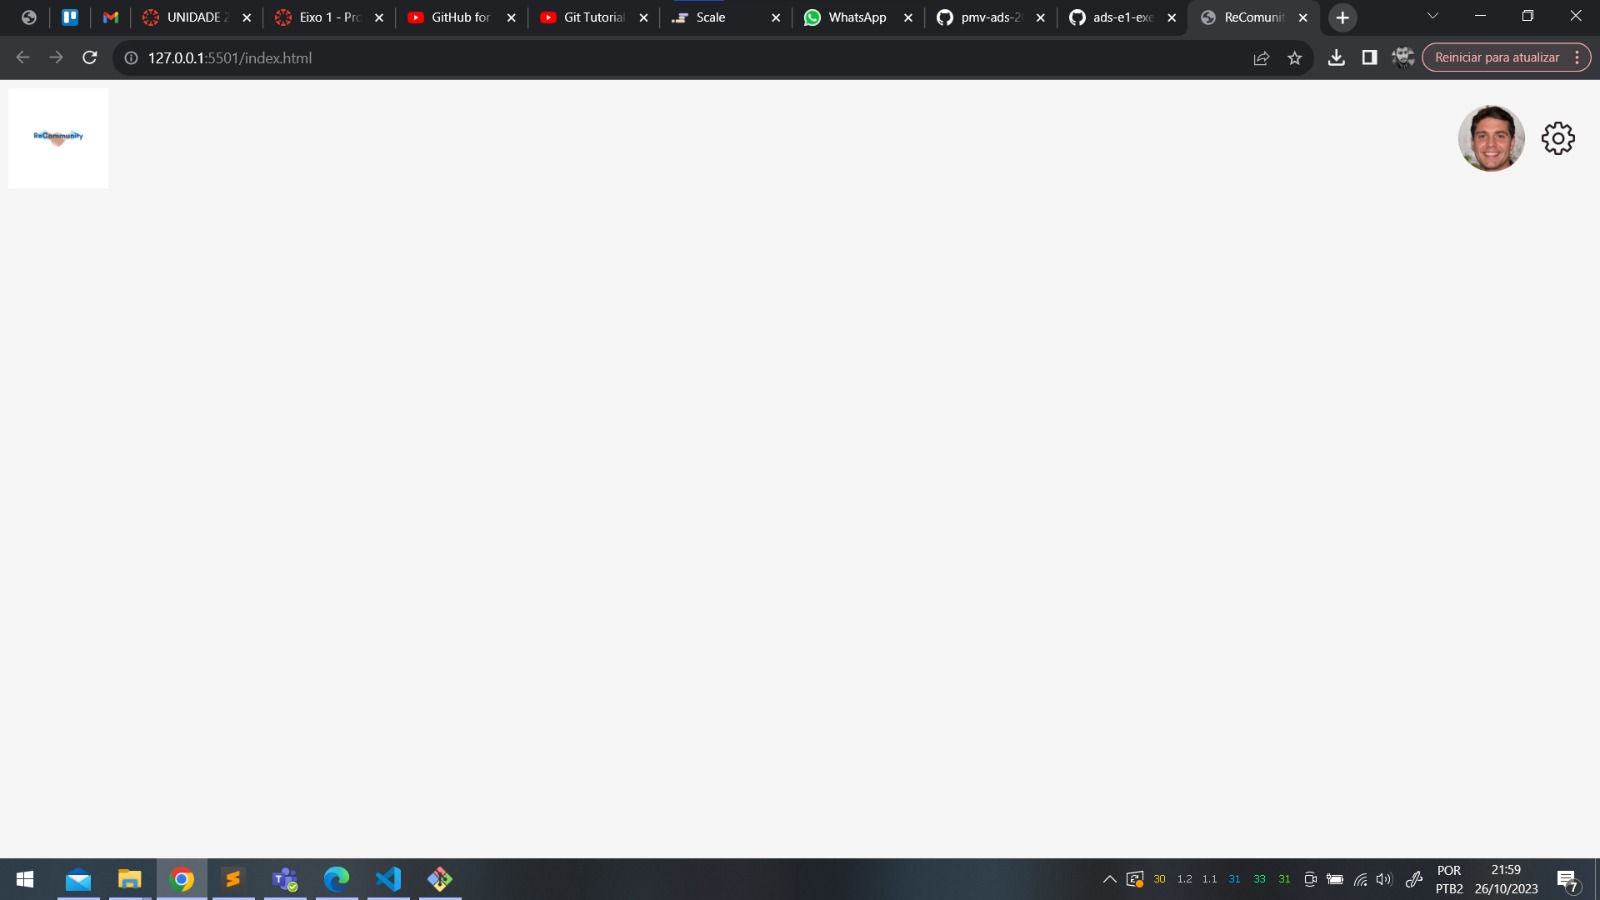 UNIDADE 2
Eixo 1 - Pro
GitHub for
Git Tutorial
Scale
WhatsApp
pmv-ads-20
ads-e1-exe
ReComunit
127.0.0.1:5501/index.html
Reiniciar para atualizar
ReCommunity
30 1.2 1.1 31 33 31
POR
PTB2
21:59
26/10/2023
7